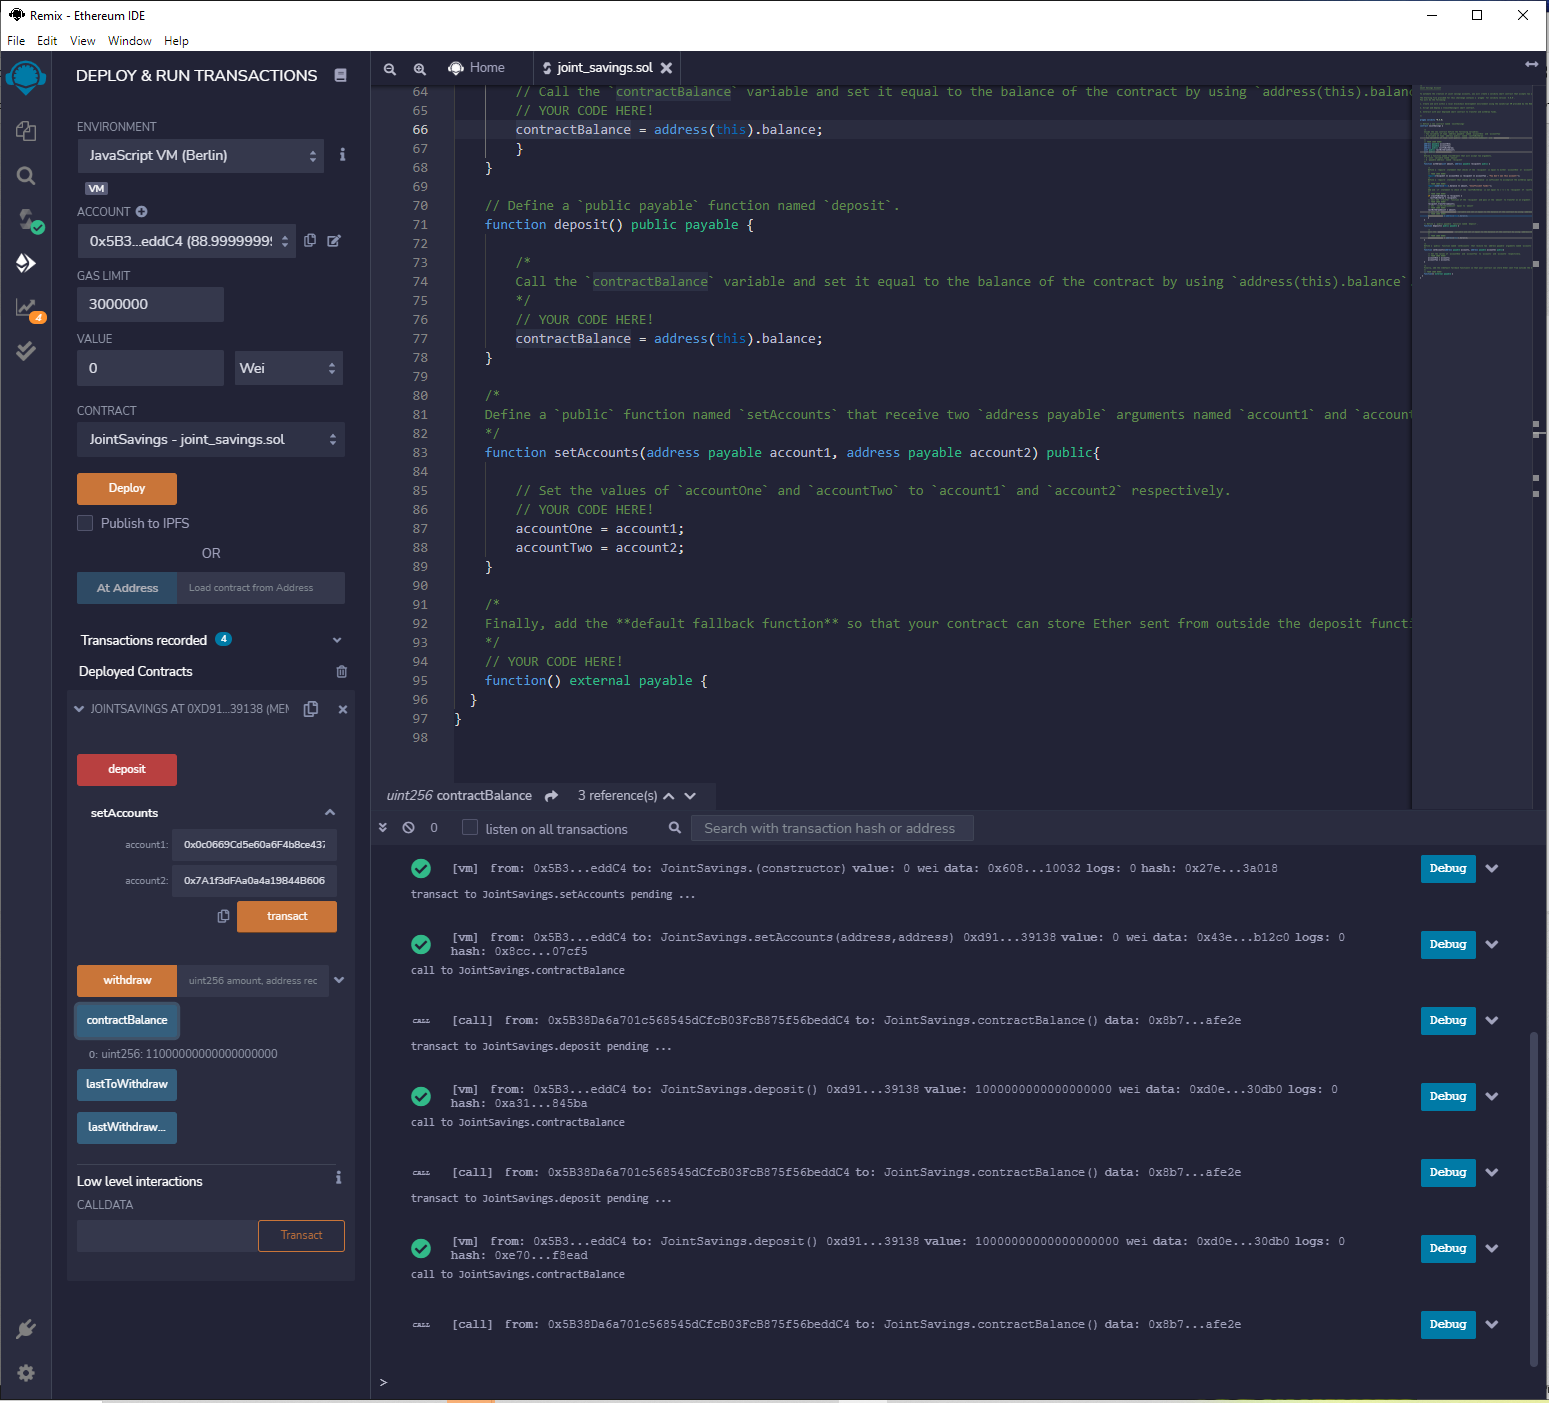 Remix - Ethereum IDE
File Edit View Window Help
DEPLOY & RUN TRANSACTIONS
ENVIRONMENT
JavaScript VM (Berlin)
VM
ACCOUNT
0x5B3...eddC4 (88.9999999
GAS LIMIT
3000000
VALUE
0
Wei
CONTRACT
JointSavings - joint_savings.sol
Deploy
Publish to IPFS
OR
At Address
Load contract from Address
Transactions recorded 4
Deployed Contracts
JOINTSAVINGS AT 0XD91...39138 (MEM
deposit
setAccounts
account1: 0x0c0669Cd5e60a6F4b8ce437
account2: 0x7A1f3dFAa0a4a19844B606
transact
withdraw
uint256 amount, address rec
contractBalance
0: uint256: 11000000000000000000
lastToWithdraw
lastWithdraw...
Low level interactions
CALLDATA
Transact
4
Home
joint_savings.sol
64 // Call the `contractBalance` variable and set it equal to the balance of the contract by using `address(this).balanc
65 // YOUR CODE HERE!
66 contractBalance = address(this).balance;
67 }
68 }
69
70 // Define a `public payable` function named `deposit`.
71 function deposit() public payable {
72
73 /*
74 Call the `contractBalance` variable and set it equal to the balance of the contract by using `address(this).balance`
75 */
76 // YOUR CODE HERE!
77 contractBalance = address(this).balance;
78 }
79
80 /*
81 Define a `public` function named `setAccounts` that receive two `address payable` arguments named `account1` and `account
82 */
83 function setAccounts(address payable account1, address payable account2) public{
84
85 // Set the values of `accountOne` and `accountTwo` to `account1` and `account2` respectively.
86 // YOUR CODE HERE!
87 accountOne = account1;
88 accountTwo = account2;
89 }
90
91 /*
92 Finally, add the **default fallback function** so that your contract can store Ether sent from outside the deposit functi
93 */
94 // YOUR CODE HERE!
95 function() external payable {
96 }
97 }
98
uint256 contractBalance 3 reference(s)
0
listen on all transactions
Search with transaction hash or address
[vm] from: 0x5B3...eddC4 to: JointSavings.(constructor) value: 0 wei data: 0x608...10032 logs: 0 hash: 0x27e...3a018
Debug
transact to JointSavings.setAccounts pending ...
[vm] from: 0x5B3...eddC4 to: JointSavings.setAccounts(address,address) 0xd91...39138 value: 0 wei data: 0x43e...b12c0 logs: 0
hash: 0x8cc...07cf5
Debug
call to JointSavings.contractBalance
CALL [call] from: 0x5B38Da6a701c568545dCfcB03FcB875f56beddC4 to: JointSavings.contractBalance() data: 0x8b7...afe2e
Debug
transact to JointSavings.deposit pending ...
[vm] from: 0x5B3...eddC4 to: JointSavings.deposit() 0xd91...39138 value: 1000000000000000000 wei data: 0xd0e...30db0 logs: 0
hash: 0xa31...845ba
Debug
call to JointSavings.contractBalance
CALL [call] from: 0x5B38Da6a701c568545dCfcB03FcB875f56beddC4 to: JointSavings.contractBalance() data: 0x8b7...afe2e
Debug
transact to JointSavings.deposit pending ...
[vm] from: 0x5B3...eddC4 to: JointSavings.deposit() 0xd91...39138 value: 10000000000000000000 wei data: 0xd0e...30db0 logs: 0
hash: 0xe70...f8ead
Debug
call to JointSavings.contractBalance
CALL [call] from: 0x5B38Da6a701c568545dCfcB03FcB875f56beddC4 to: JointSavings.contractBalance() data: 0x8b7...afe2e
Debug
>